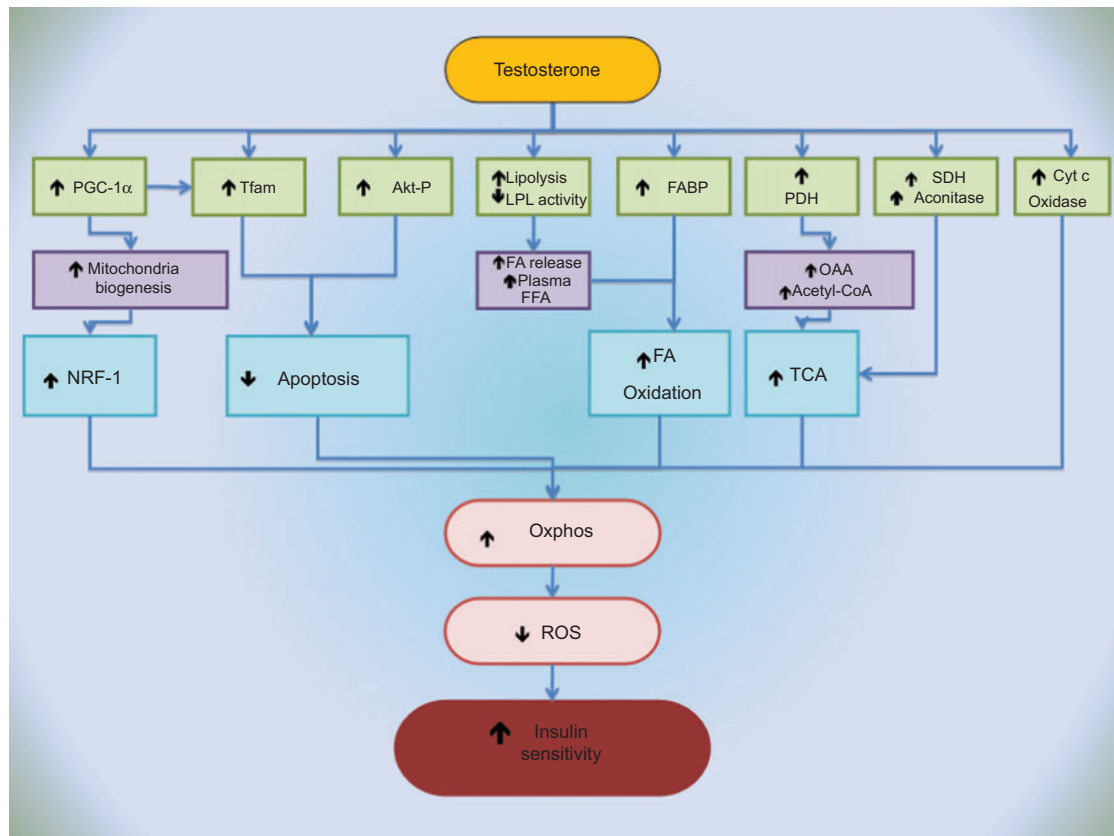 Testosterone
↑ PGC-1α
↑ Tfam
↑ Akt-P
↑ Lipolysis
↓ LPL activity
↑ FABP
↑
PDH
↑ SDH
↑ Aconitase
↑ Cyt c
Oxidase
↑ Mitochondria
biogenesis
↑ FA release
↑ Plasma
FFA
↑ OAA
↑ Acetyl-CoA
↑ NRF-1
↓ Apoptosis
↑ FA
Oxidation
↑ TCA
↑ Oxphos
↓ ROS
↑ Insulin
sensitivity